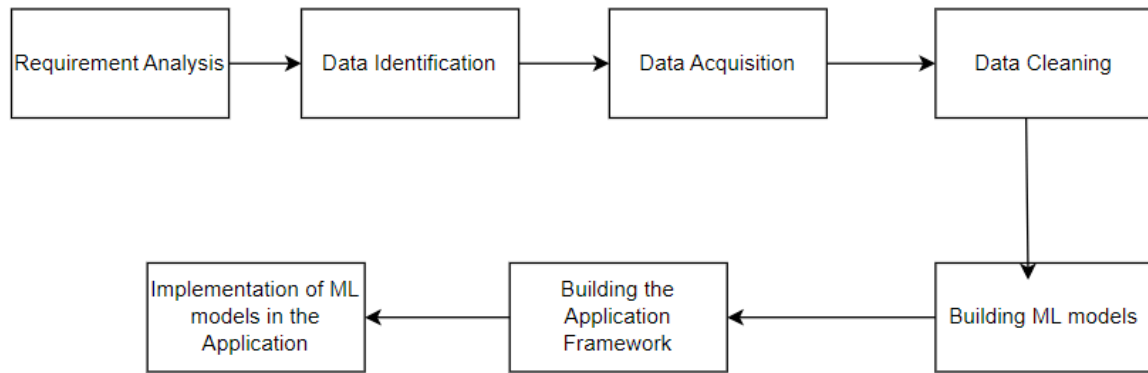 Requirement Analysis
Data Identification
Data Acquisition
Data Cleaning
Building ML models
Building the
Application
Framework
Implementation of ML
models in the
Application